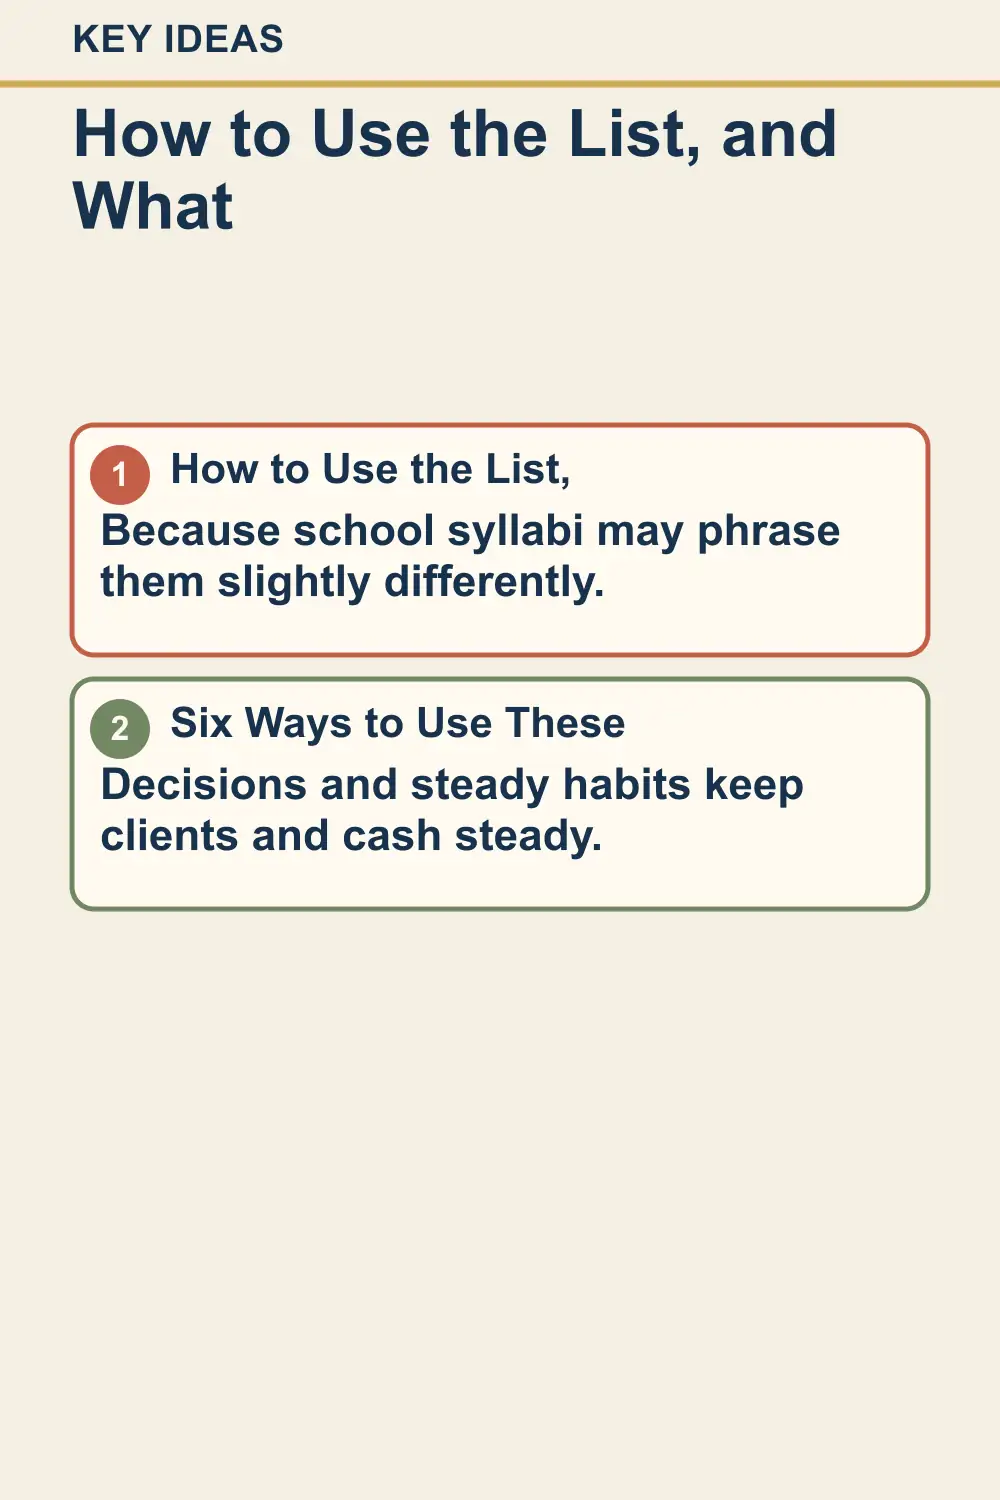 KEY IDEAS
How to Use the List, and
What
1
How to Use the List,
Because school syllabi may phrase
them slightly differently.
2
Six Ways to Use These
Decisions and steady habits keep
clients and cash steady.